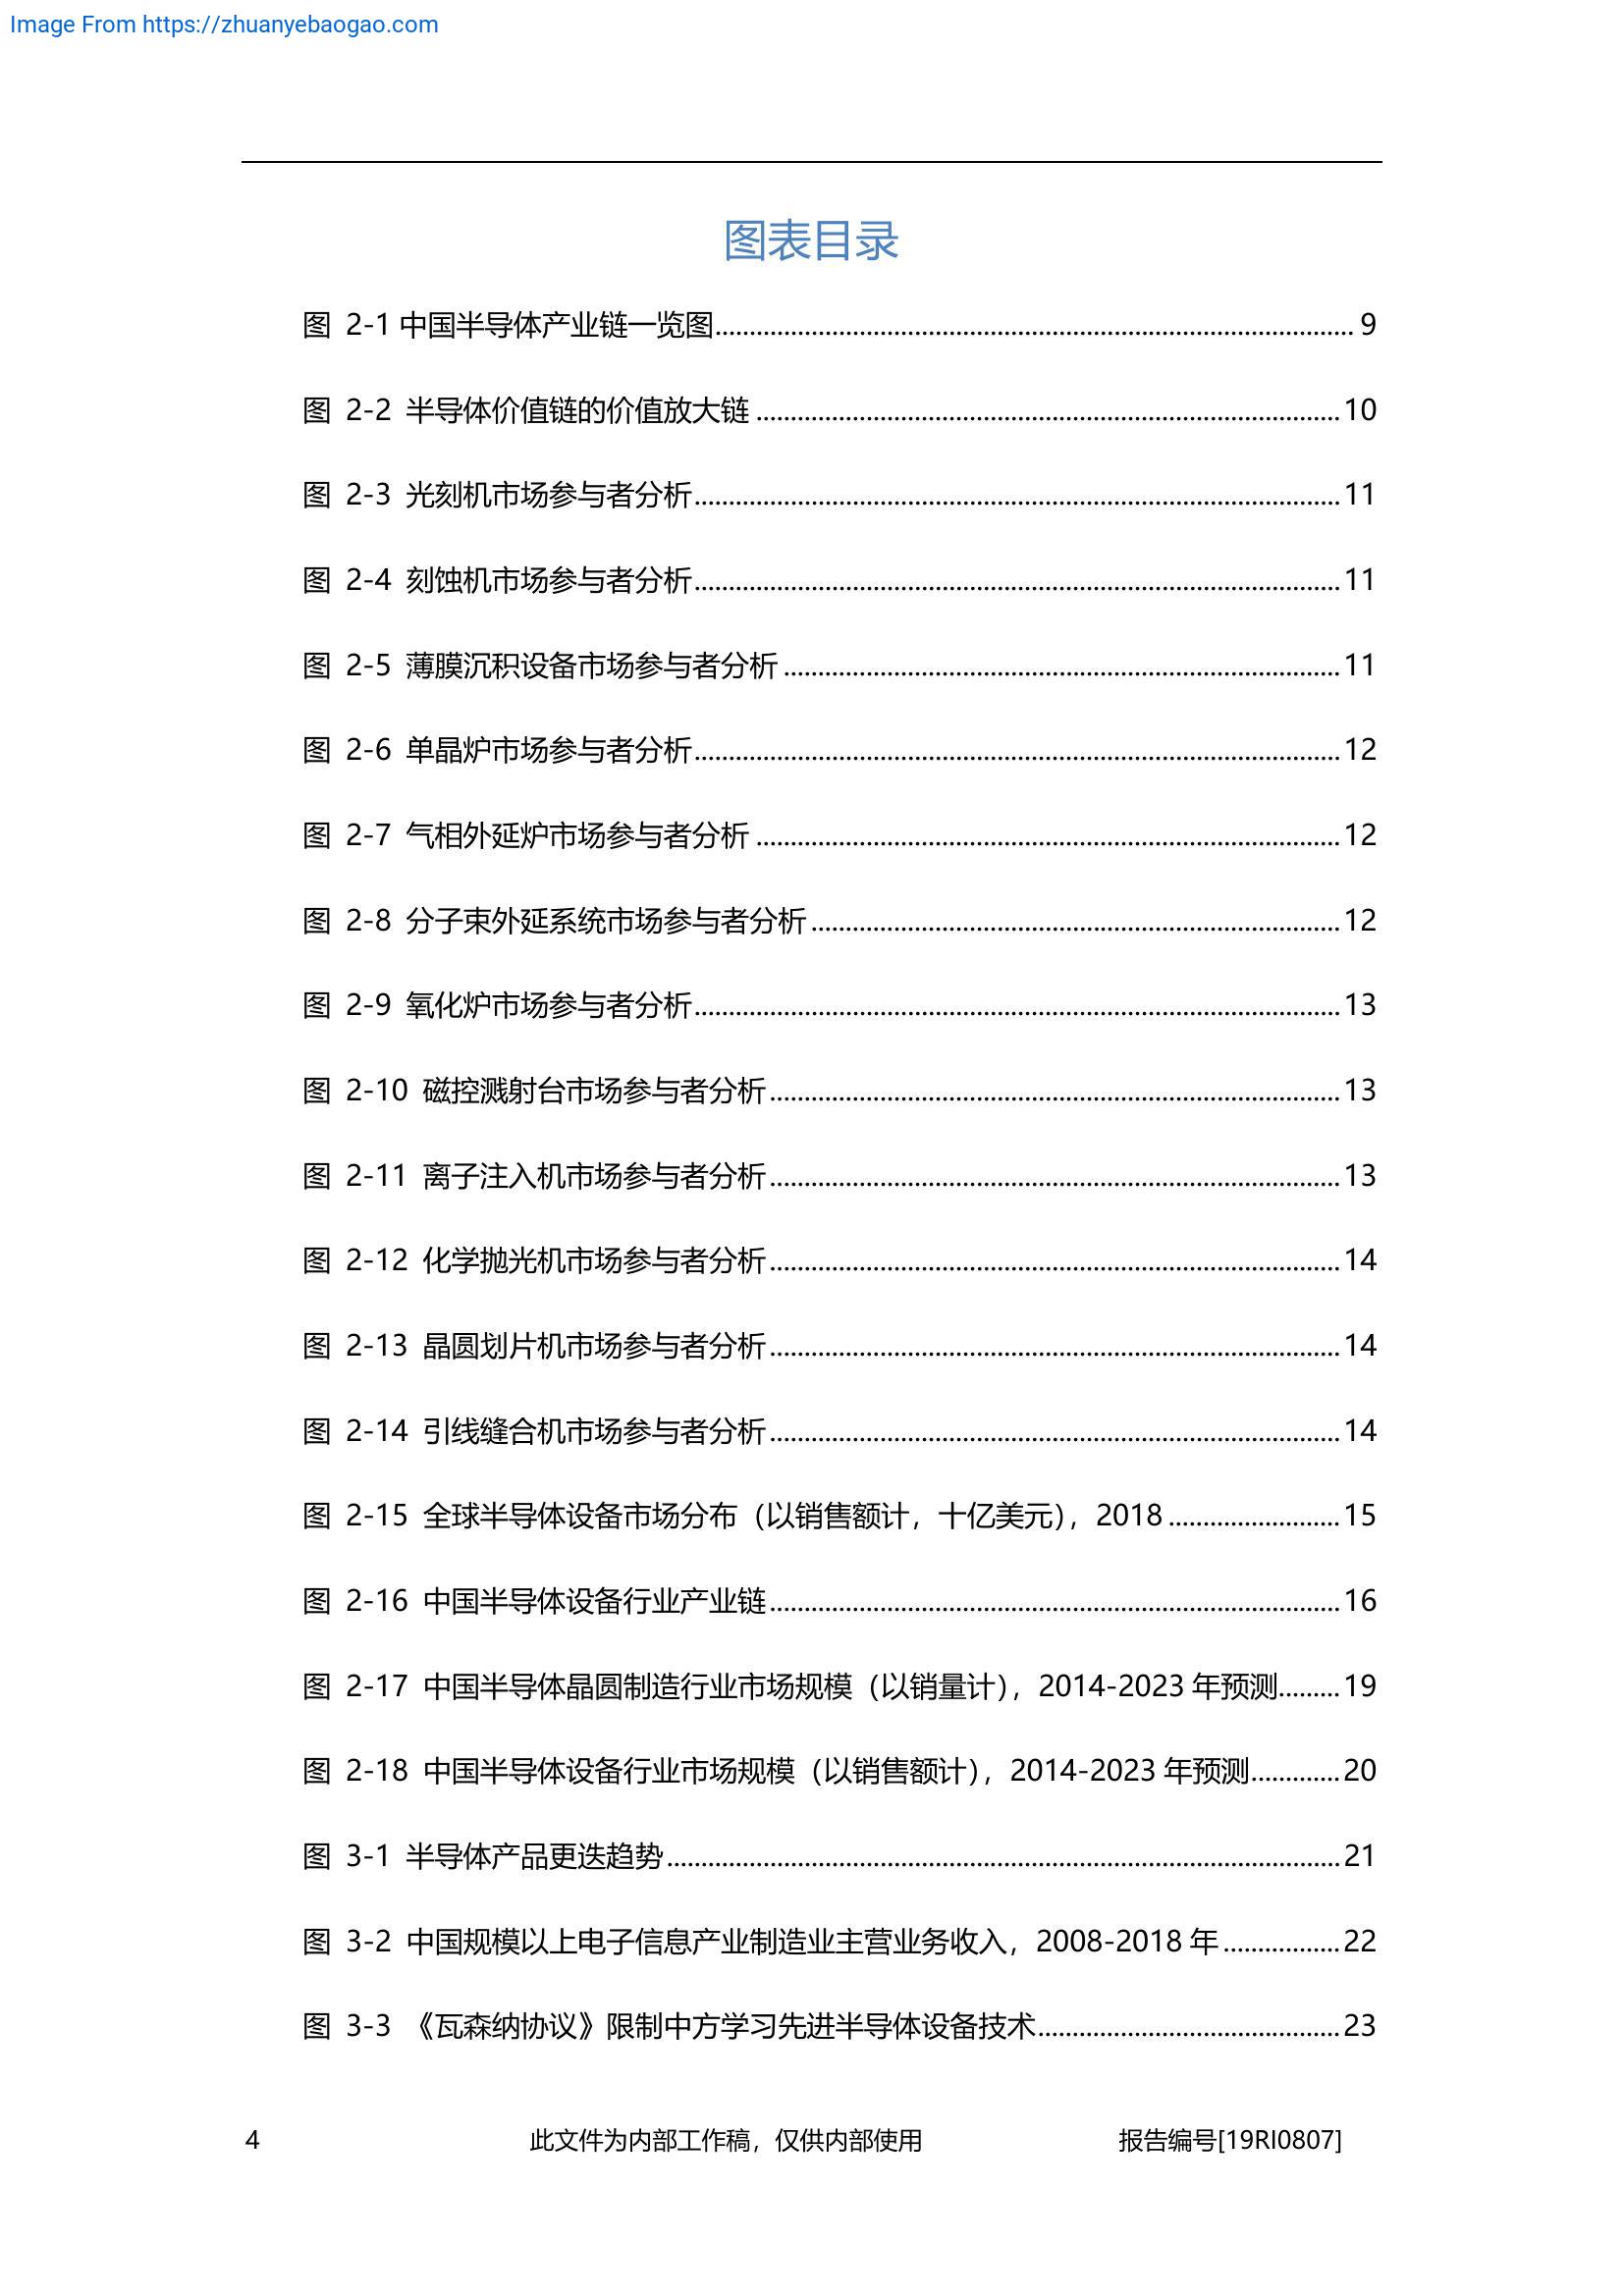 Image From https://zhuanyebaogao.com
图表目录
图 2-1 中国半导体产业链一览图............ 9
图 2-2 半导体价值链的价值放大链............ 10
图 2-3 光刻机市场参与者分析............ 11
图 2-4 刻蚀机市场参与者分析............ 11
图 2-5 薄膜沉积设备市场参与者分析............ 11
图 2-6 单晶炉市场参与者分析............ 12
图 2-7 气相外延炉市场参与者分析............ 12
图 2-8 分子束外延系统市场参与者分析............ 12
图 2-9 氧化炉市场参与者分析............ 13
图 2-10 磁控溅射台市场参与者分析............ 13
图 2-11 离子注入机市场参与者分析............ 13
图 2-12 化学抛光机市场参与者分析............ 14
图 2-13 晶圆划片机市场参与者分析............ 14
图 2-14 引线缝合机市场参与者分析............ 14
图 2-15 全球半导体设备市场分布（以销售额计，十亿美元），2018............ 15
图 2-16 中国半导体设备行业产业链............ 16
图 2-17 中国半导体晶圆制造行业市场规模（以销量计），2014-2023 年预测............ 19
图 2-18 中国半导体设备行业市场规模（以销售额计），2014-2023 年预测............ 20
图 3-1 半导体产品更迭趋势............ 21
图 3-2 中国规模以上电子信息产业制造业主营业务收入，2008-2018 年............ 22
图 3-3 《瓦森纳协议》限制中方学习先进半导体设备技术............ 23
4 此文件为内部工作稿，仅供内部使用 报告编号[19RI0807]